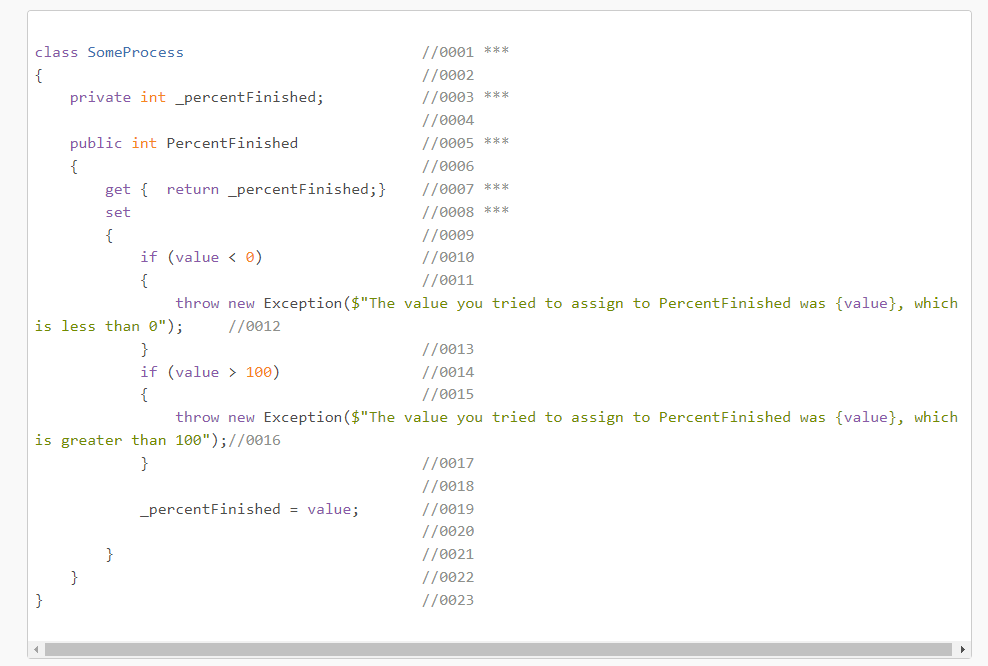 class SomeProcess                           //0001 ***
{                                           //0002
    private int _percentFinished;           //0003 ***
                                            //0004
    public int PercentFinished              //0005 ***
    {                                       //0006
        get {  return _percentFinished;}    //0007 ***
        set                                 //0008 ***
        {                                   //0009
            if (value < 0)                  //0010
            {                               //0011
                throw new Exception($"The value you tried to assign to PercentFinished was {value}, which
is less than 0");     //0012
            }                               //0013
            if (value > 100)                //0014
            {                               //0015
                throw new Exception($"The value you tried to assign to PercentFinished was {value}, which
is greater than 100");//0016
            }                               //0017
                                            //0018
            _percentFinished = value;       //0019
                                            //0020
        }                                   //0021
    }                                       //0022
}                                           //0023